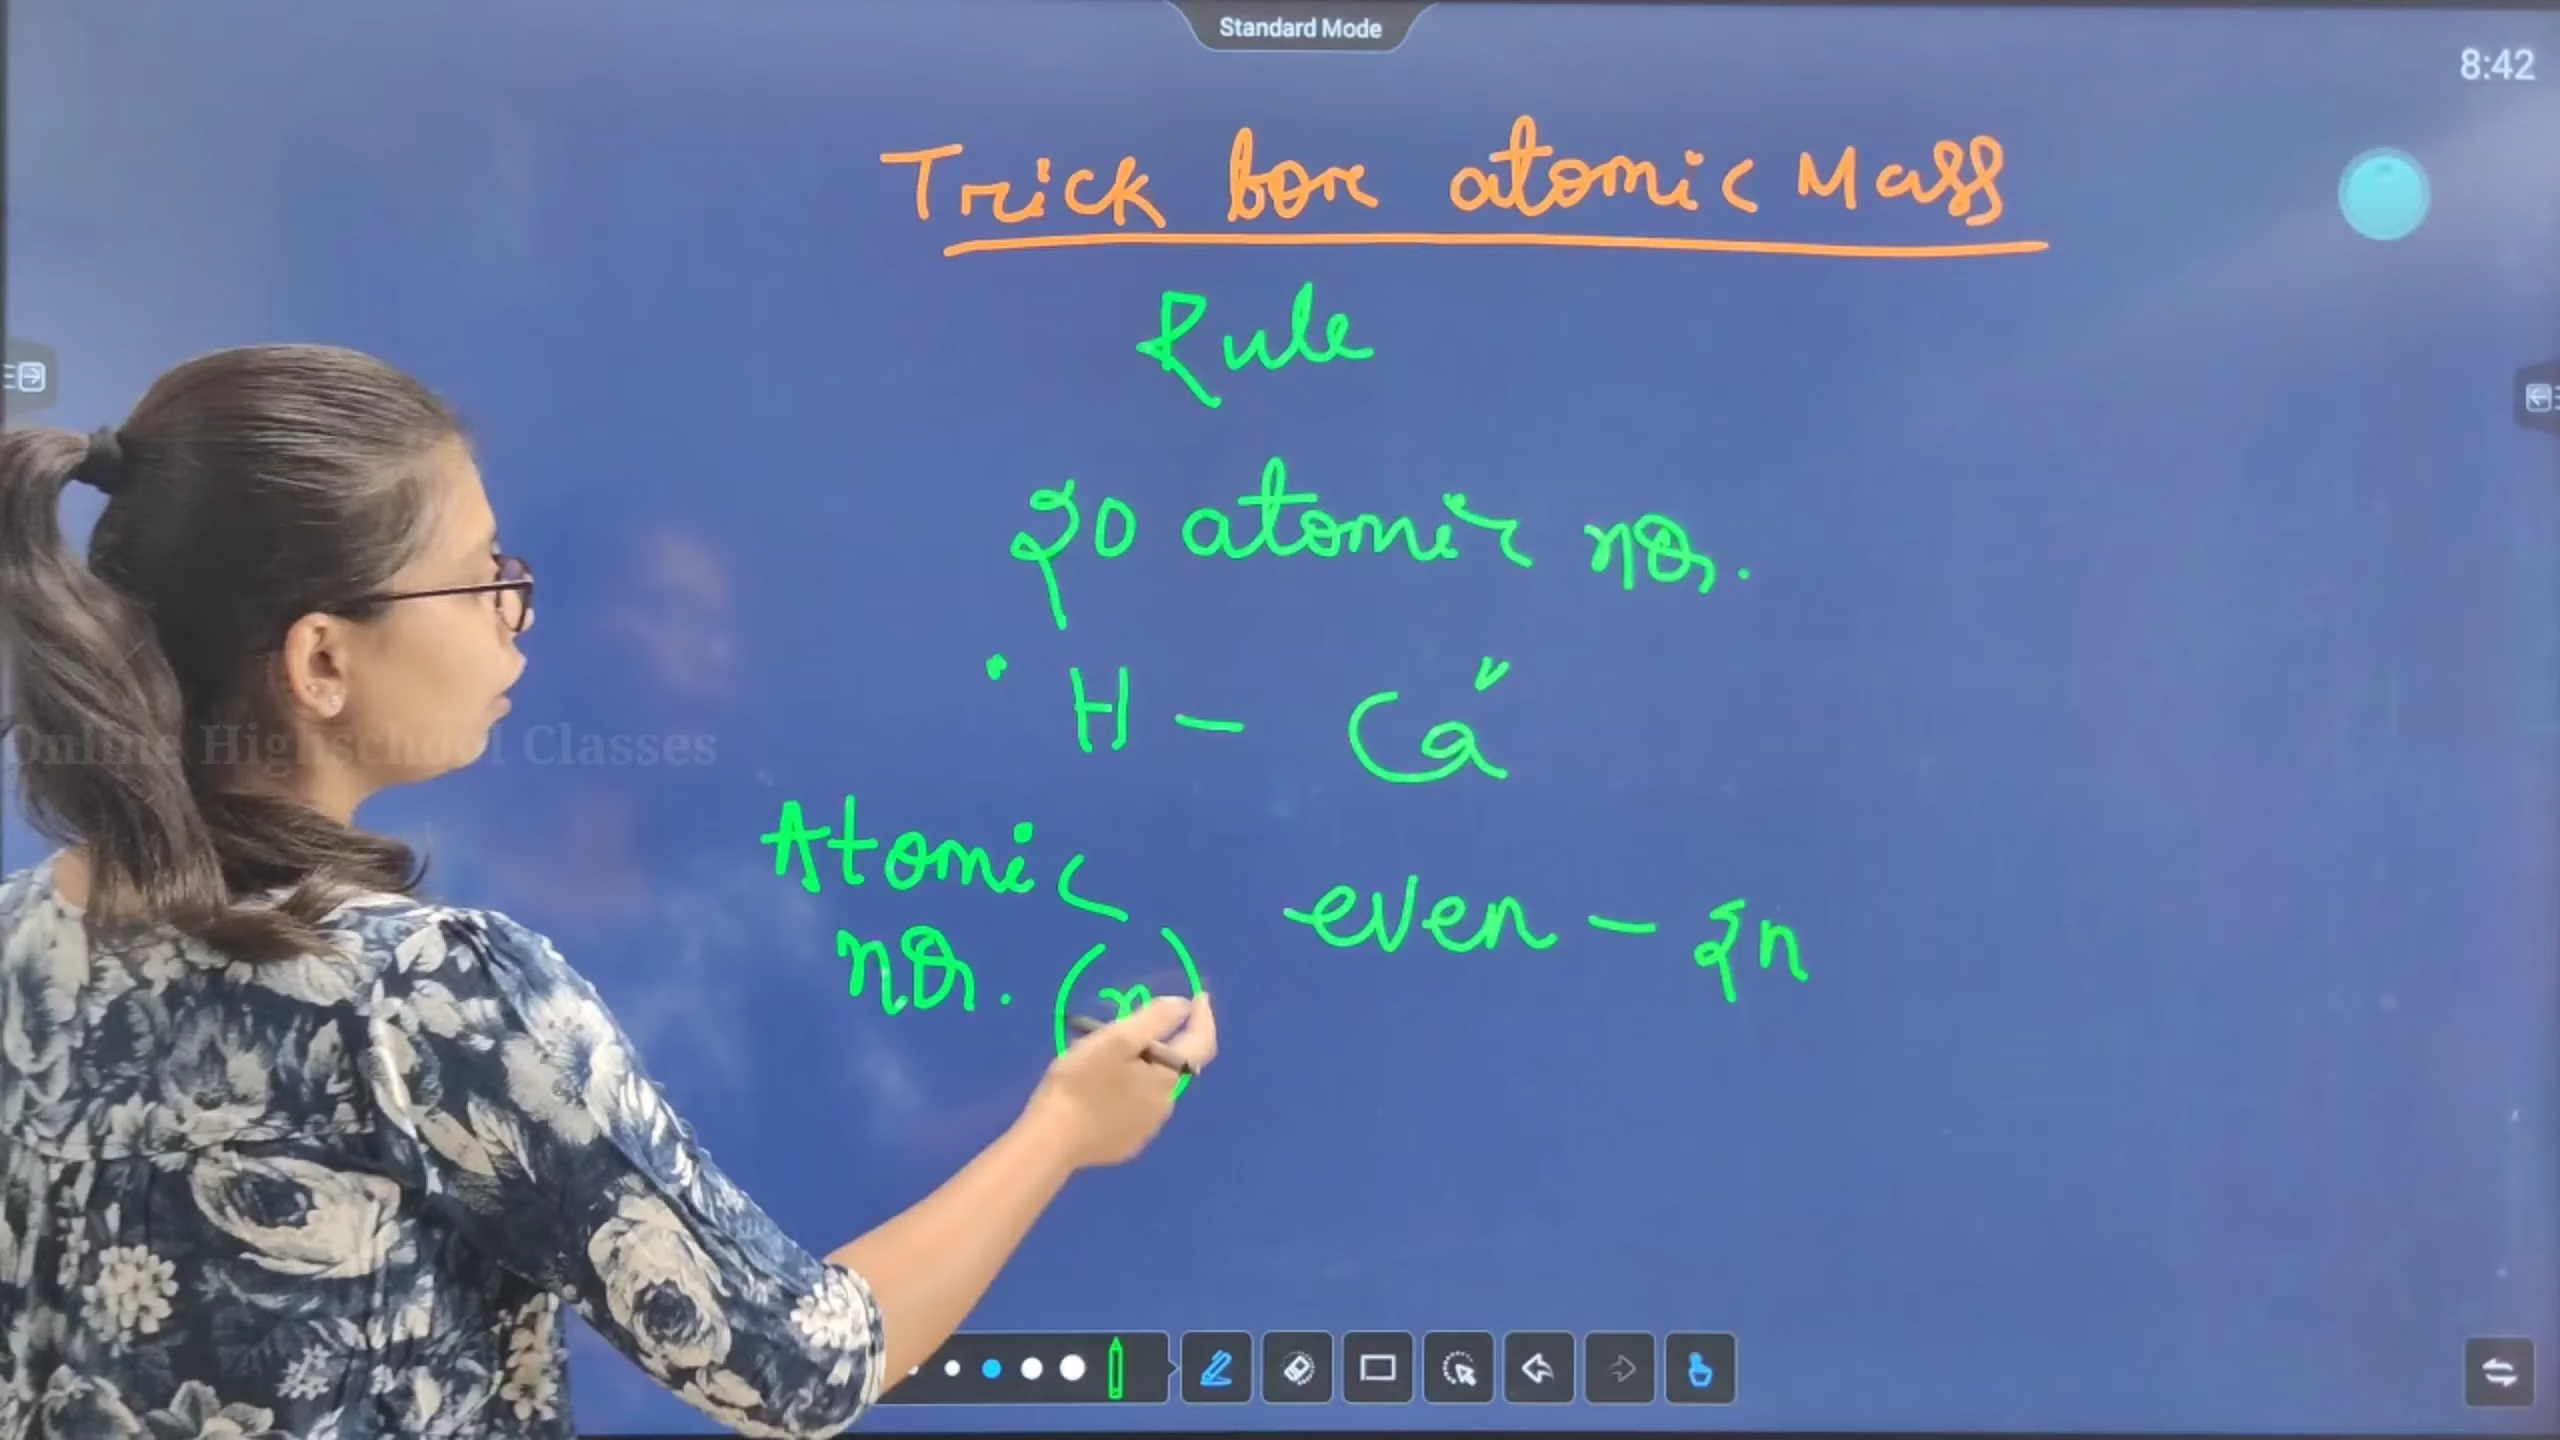 Standard Mode
8:42
Trick for atomic Mass
Rule
20 atomic no.
H - Ca
Atomic
no. (n)
even - 2n
Online Highschool Classes